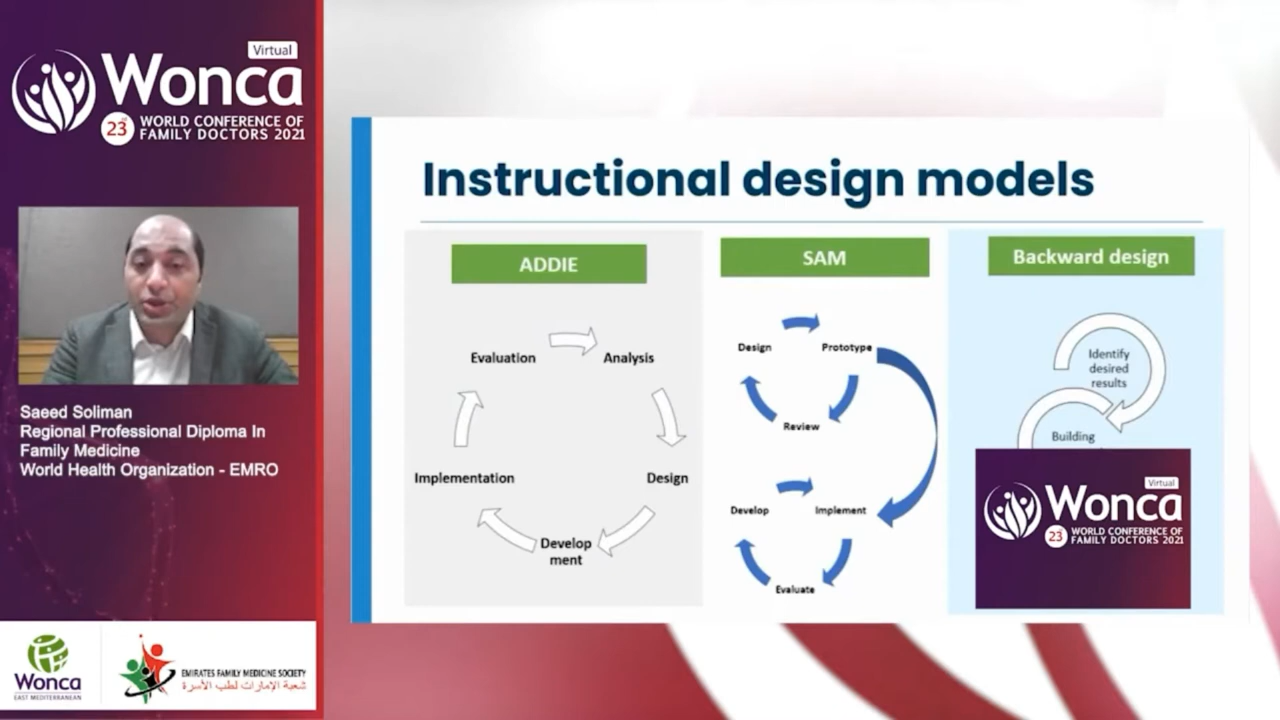 Virtual
Wonca
23rd WORLD CONFERENCE OF
FAMILY DOCTORS 2021
Saeed Soliman
Regional Professional Diploma In
Family Medicine
World Health Organization - EMRO
Wonca
EAST MEDITERRANEAN
EMIRATES FAMILY MEDICINE SOCIETY
شعبة الإمارات لطب الأسرة
Instructional design models
ADDIE
Evaluation
Analysis
Implementation
Design
Develop
ment
SAM
Design
Prototype
Review
Develop
Implement
Evaluate
Backward design
Identify
desired
results
Building
Virtual
Wonca
23rd WORLD CONFERENCE OF
FAMILY DOCTORS 2021